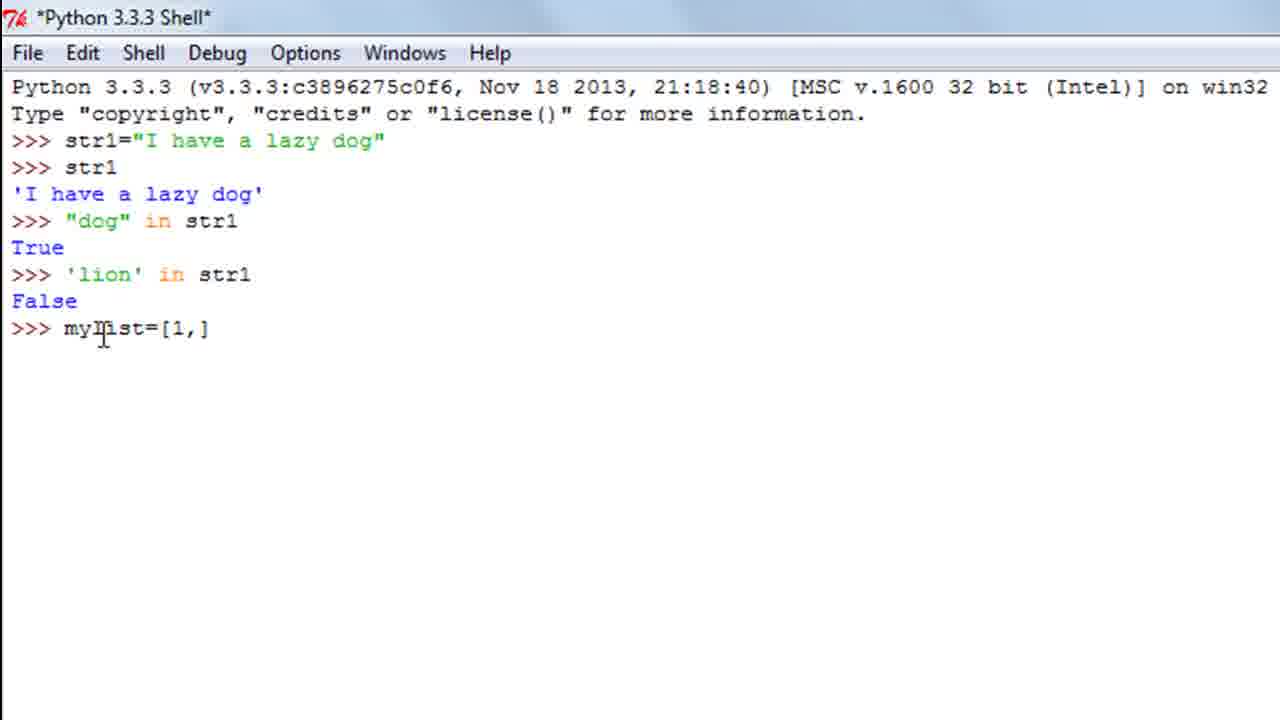 *Python 3.3.3 Shell*
File Edit Shell Debug Options Windows Help
Python 3.3.3 (v3.3.3:c3896275c0f6, Nov 18 2013, 21:18:40) [MSC v.1600 32 bit (Intel)] on win32
Type "copyright", "credits" or "license()" for more information.
>>> str1="I have a lazy dog"
>>> str1
'I have a lazy dog'
>>> "dog" in str1
True
>>> 'lion' in str1
False
>>> mylist=[1,]